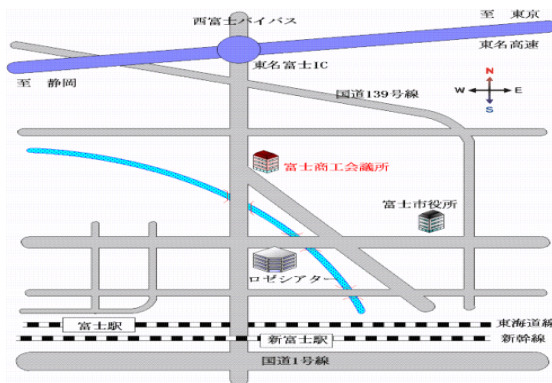 西富士バイパス
至 東京
東名高速
東名富士IC
至 静岡
国道139号線
N
W E
S
富士商工会議所
富士市役所
ロゼシアター
富士駅
東海道線
新富士駅
新幹線
国道1号線